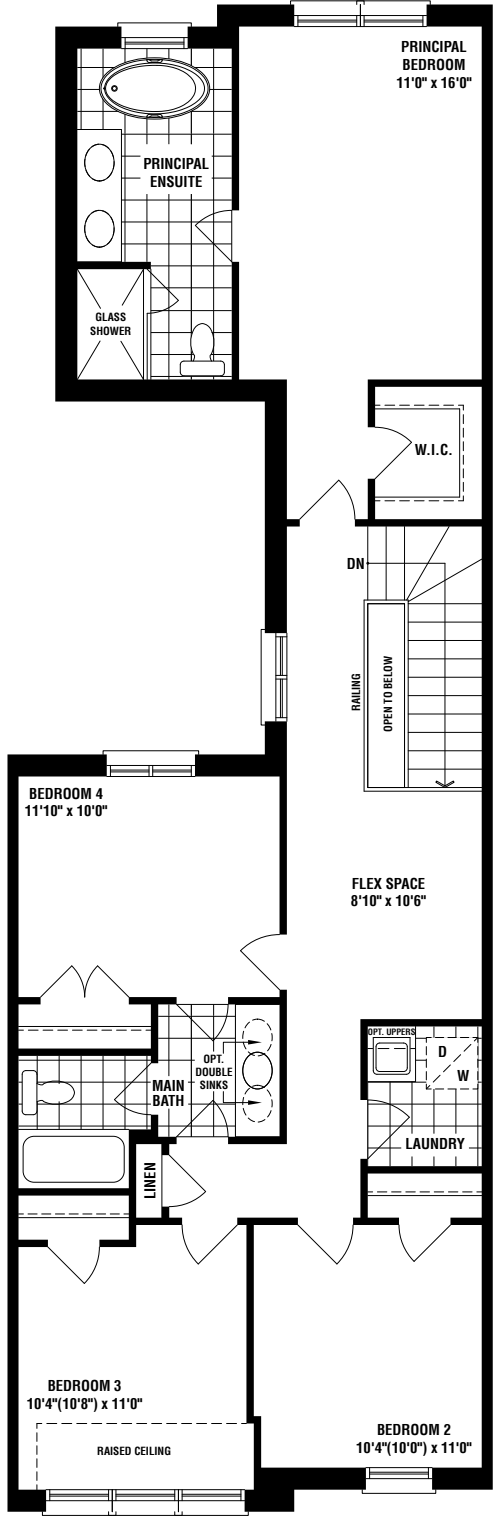 PRINCIPAL
BEDROOM
11'0" x 16'0"
PRINCIPAL
ENSUITE
GLASS
SHOWER
W.I.C.
DN
RAILING
OPEN TO BELOW
BEDROOM 4
11'10" x 10'0"
FLEX SPACE
8'10" x 10'6"
OPT. UPPERS
D
W
OPT.
DOUBLE
SINKS
MAIN
BATH
LAUNDRY
LINEN
BEDROOM 3
10'4"(10'8") x 11'0"
RAISED CEILING
BEDROOM 2
10'4"(10'0") x 11'0"